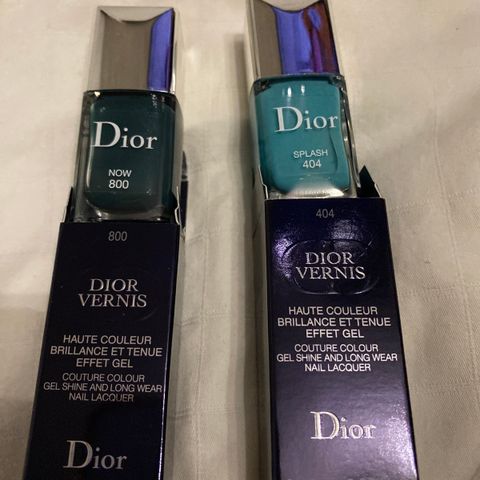 Dior
NOW
800
800
DIOR
VERNIS
HAUTE COULEUR
BRILLANCE ET TENUE
EFFET GEL
COUTURE COLOUR
GEL SHINE AND LONG WEAR
NAIL LACQUER
Dior
Dior
SPLASH
404
404
DIOR
VERNIS
HAUTE COULEUR
BRILLANCE ET TENUE
EFFET GEL
COUTURE COLOUR
GEL SHINE AND LONG WEAR
NAIL LACQUER
Dior